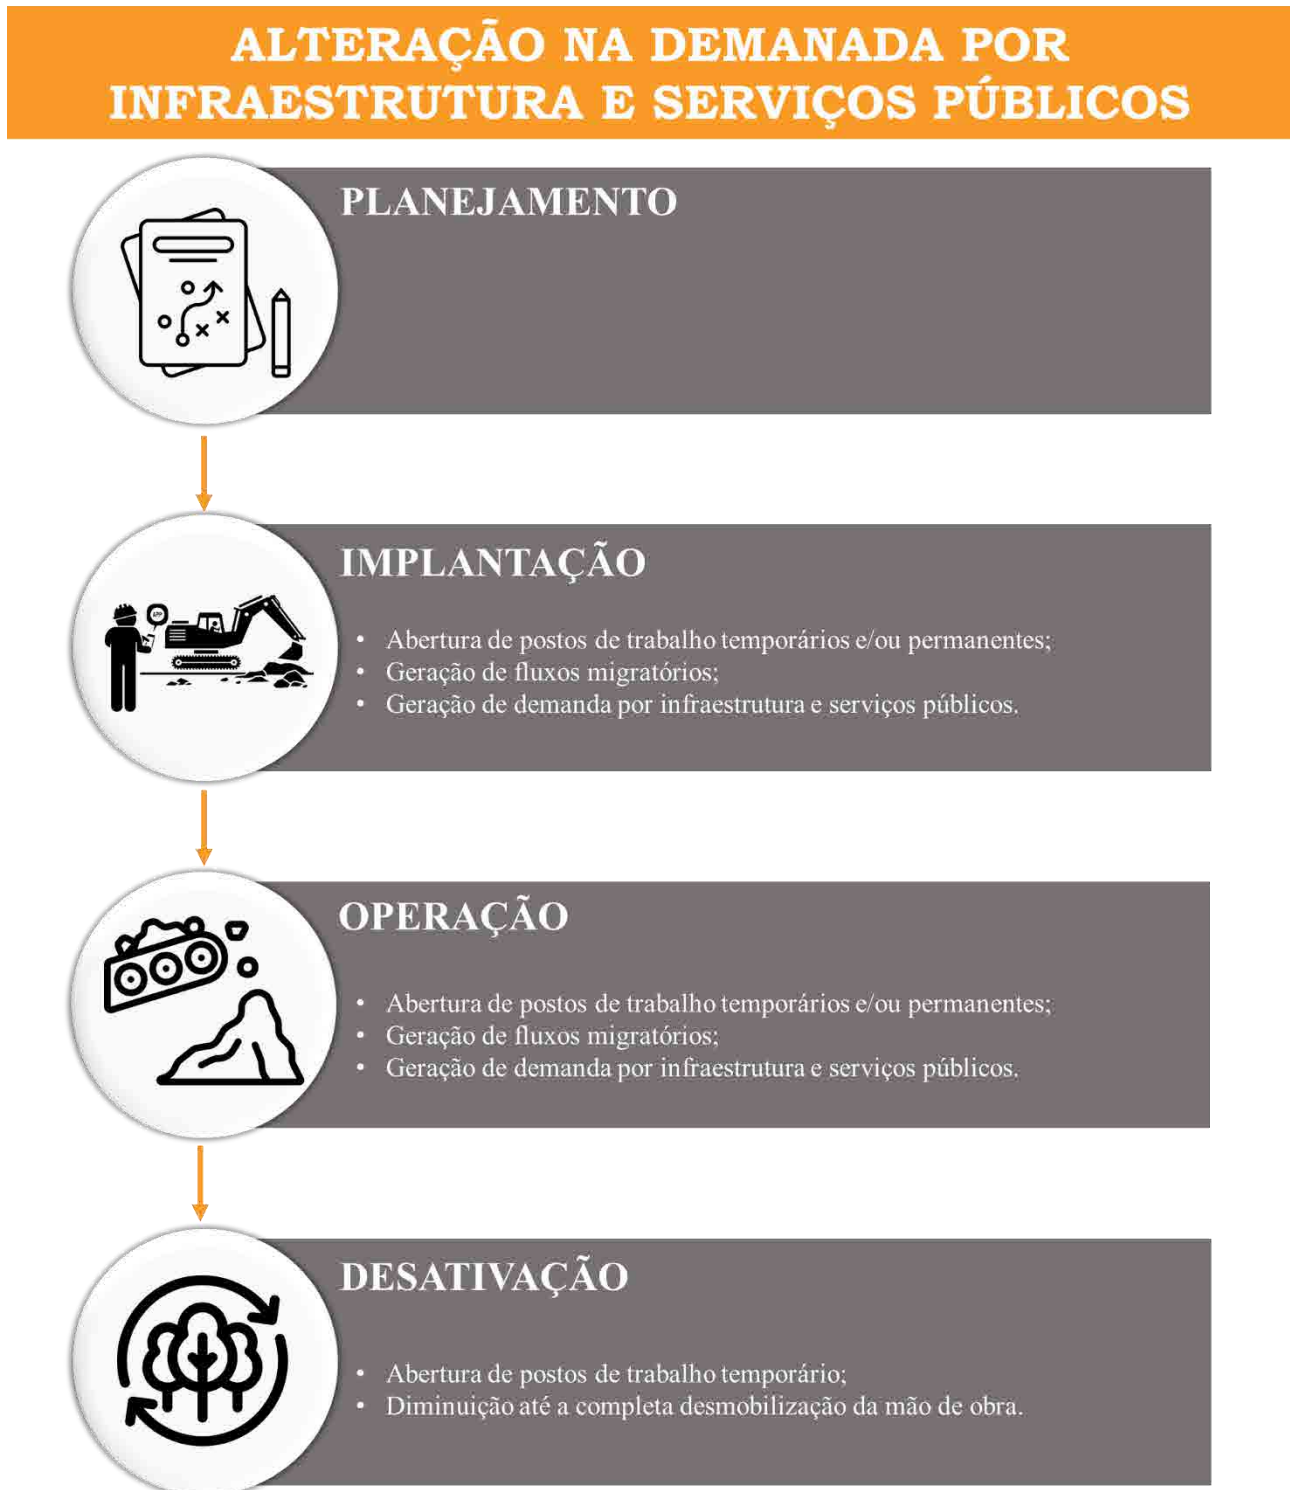 ALTERAÇÃO NA DEMANADA POR
INFRAESTRUTURA E SERVIÇOS PÚBLICOS
PLANEJAMENTO
IMPLANTAÇÃO
• Abertura de postos de trabalho temporários e/ou permanentes;
• Geração de fluxos migratórios;
• Geração de demanda por infraestrutura e serviços públicos.
OPERAÇÃO
• Abertura de postos de trabalho temporários e/ou permanentes;
• Geração de fluxos migratórios;
• Geração de demanda por infraestrutura e serviços públicos.
DESATIVAÇÃO
• Abertura de postos de trabalho temporário;
• Diminuição até a completa desmobilização da mão de obra.